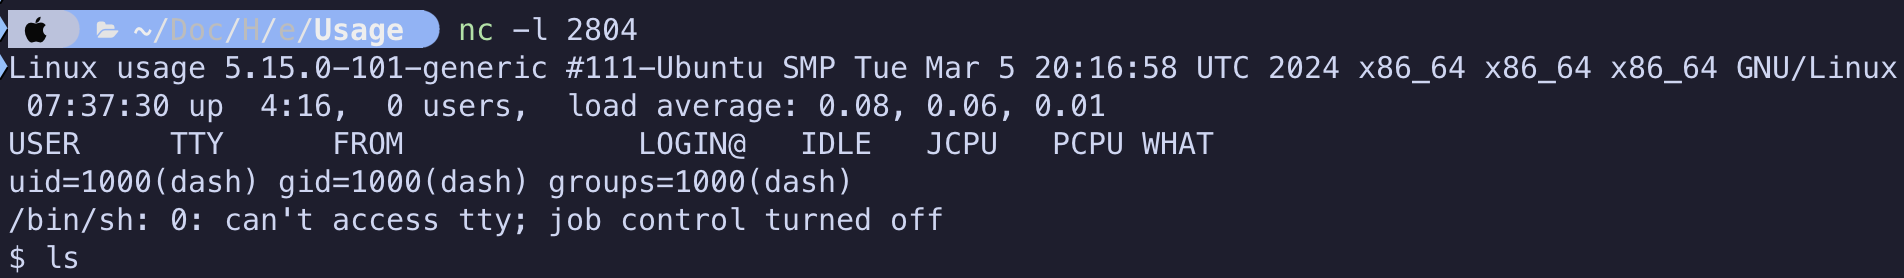 ~/Doc/H/e/Usage nc -l 2804
Linux usage 5.15.0-101-generic #111-Ubuntu SMP Tue Mar 5 20:16:58 UTC 2024 x86_64 x86_64 x86_64 GNU/Linux
07:37:30 up 4:16, 0 users, load average: 0.08, 0.06, 0.01
USER TTY FROM LOGIN@ IDLE JCPU PCPU WHAT
uid=1000(dash) gid=1000(dash) groups=1000(dash)
/bin/sh: 0: can't access tty; job control turned off
$ ls